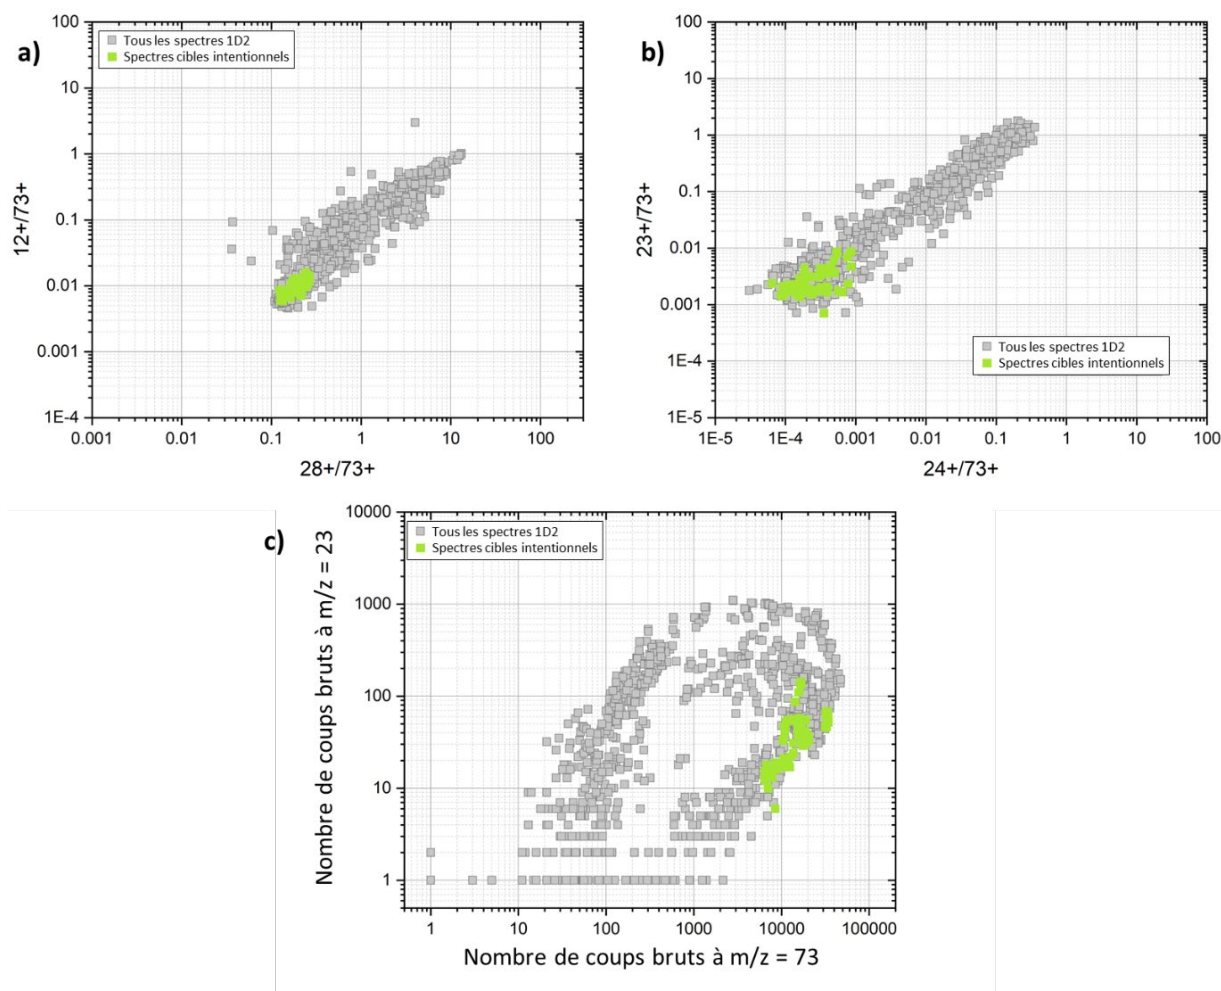 a)
Tous les spectres 1D2
Spectres cibles intentionnels
100
10
1
0.1
0.01
0.001
1E-4
12+/73+
0.001 0.01 0.1 1 10 100
28+/73+
b)
100
10
1
0.1
0.01
0.001
1E-4
1E-5
23+/73+
Tous les spectres 1D2
Spectres cibles intentionnels
1E-5 1E-4 0.001 0.01 0.1 1 10 100
24+/73+
c)
Tous les spectres 1D2
Spectres cibles intentionnels
10000
1000
100
10
1
Nombre de coups bruts à m/z = 23
1 10 100 1000 10000 100000
Nombre de coups bruts à m/z = 73